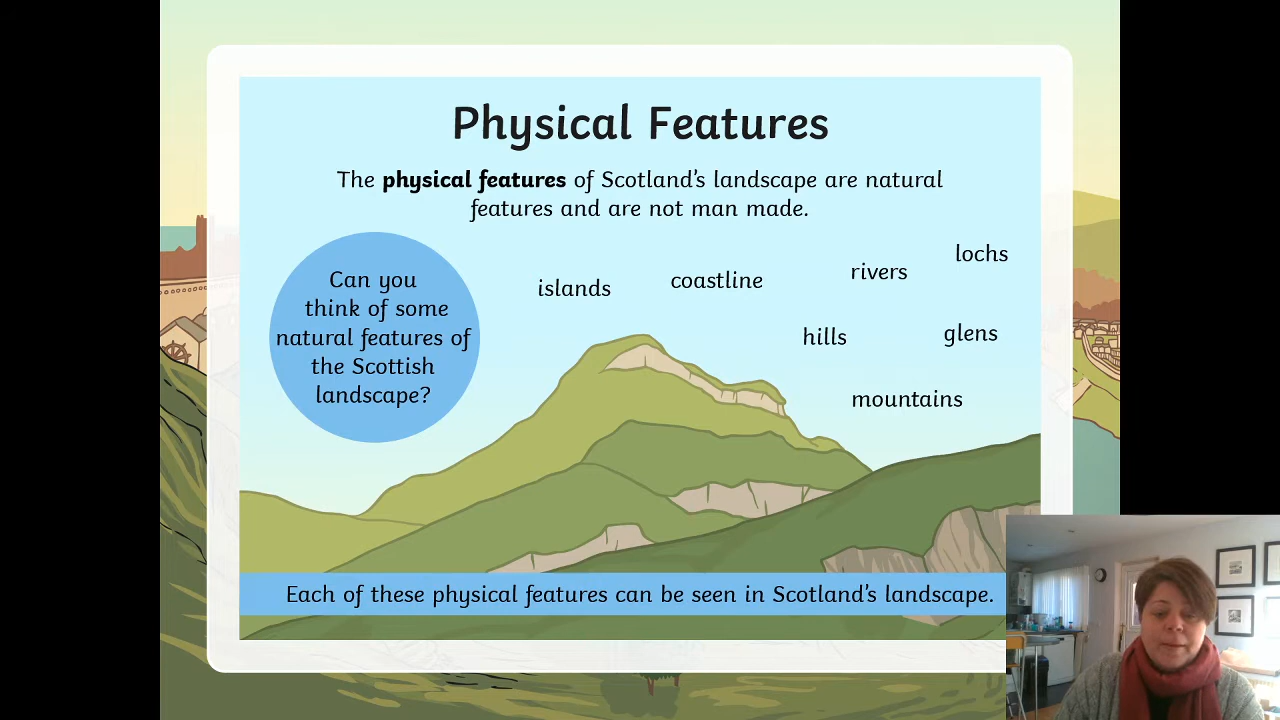 Physical Features
The physical features of Scotland's landscape are natural
features and are not man made.
Can you
think of some
natural features of
the Scottish
landscape?
islands
coastline
rivers
lochs
hills
glens
mountains
Each of these physical features can be seen in Scotland's landscape.